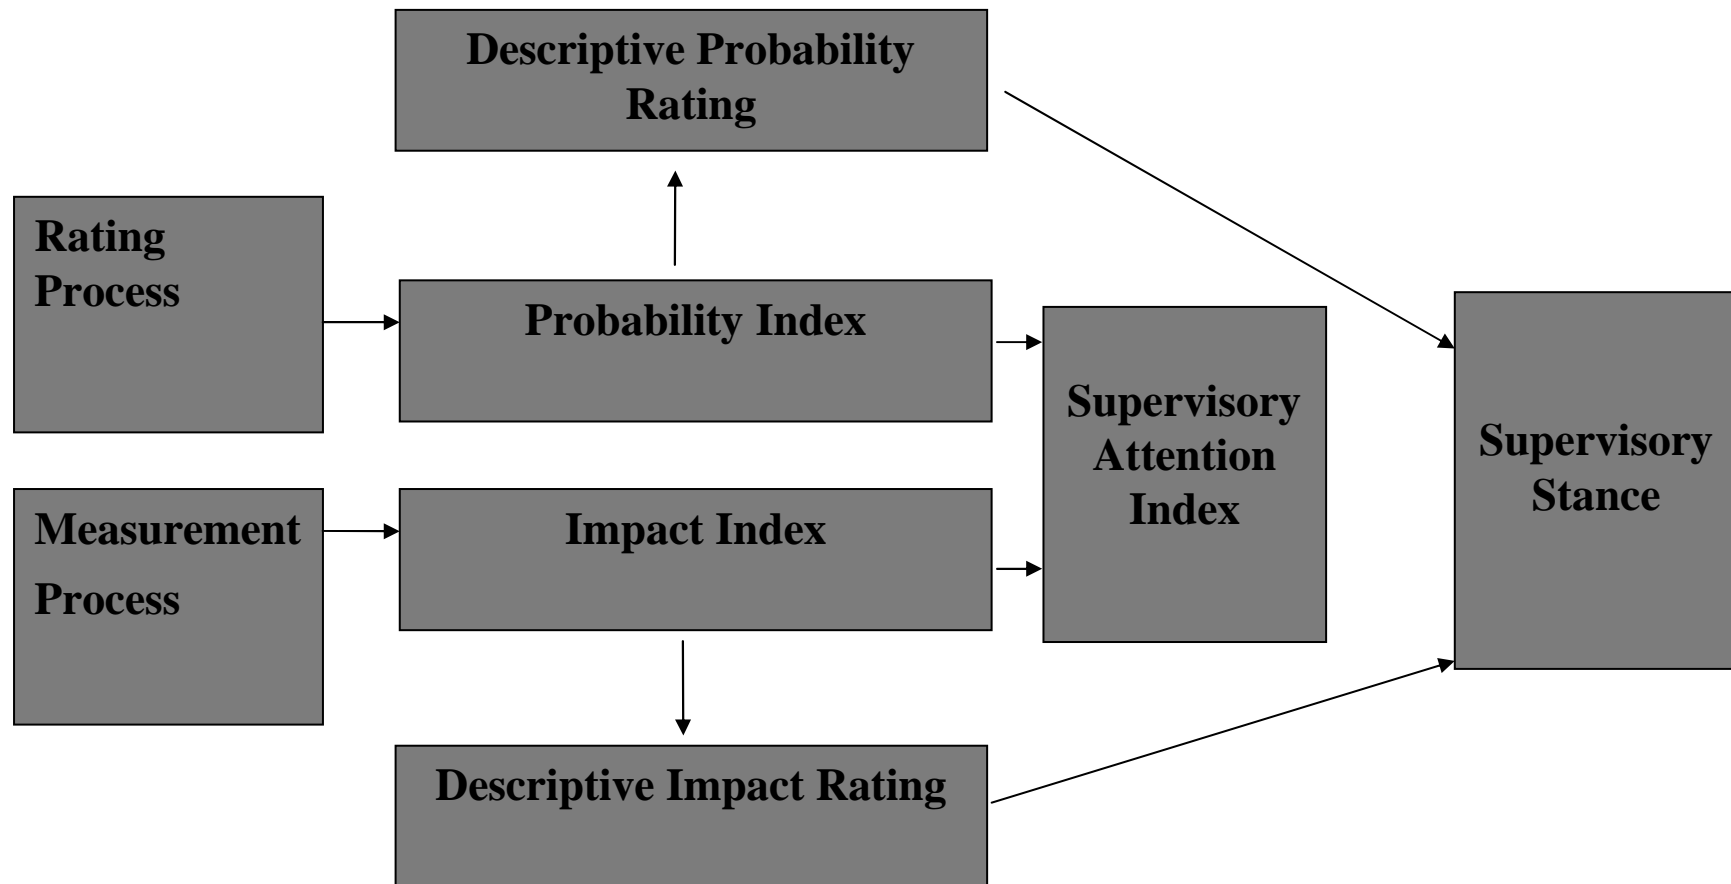 Descriptive Probability
Rating
Rating
Process
Probability Index
Supervisory
Attention
Index
Supervisory
Stance
Measurement
Process
Impact Index
Descriptive Impact Rating